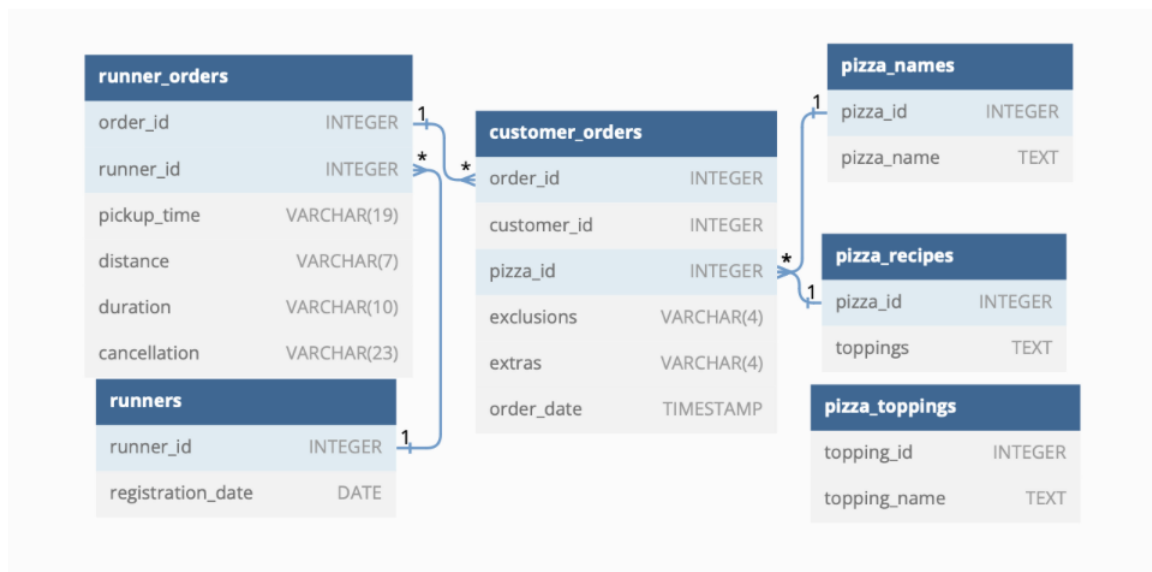 runner_orders
order_id INTEGER
runner_id INTEGER
pickup_time VARCHAR(19)
distance VARCHAR(7)
duration VARCHAR(10)
cancellation VARCHAR(23)
runners
runner_id INTEGER
registration_date DATE
1
*
1
*
customer_orders
order_id INTEGER
customer_id INTEGER
pizza_id INTEGER
exclusions VARCHAR(4)
extras VARCHAR(4)
order_date TIMESTAMP
*
1
1
pizza_names
pizza_id INTEGER
pizza_name TEXT
pizza_recipes
pizza_id INTEGER
toppings TEXT
pizza_toppings
topping_id INTEGER
topping_name TEXT